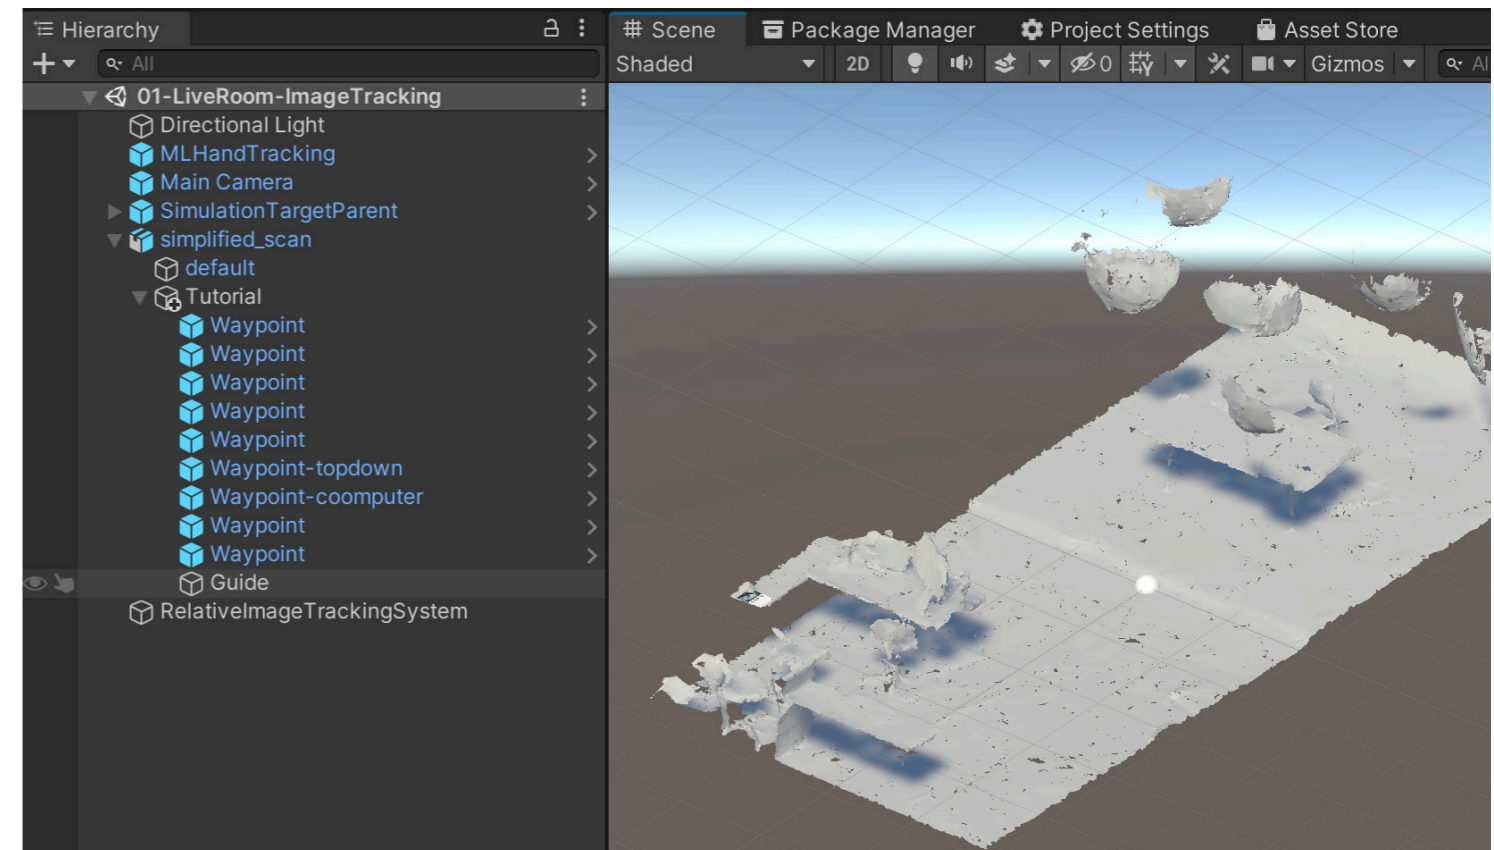 Hierarchy
Scene
Package Manager
Project Settings
Asset Store
All
Shaded
2D
0
Gizmos
Al
01-LiveRoom-ImageTracking
Directional Light
MLHandTracking
Main Camera
SimulationTargetParent
simplified_scan
default
Tutorial
Waypoint
Waypoint
Waypoint
Waypoint
Waypoint
Waypoint-topdown
Waypoint-coomputer
Waypoint
Waypoint
Guide
RelativeImageTrackingSystem